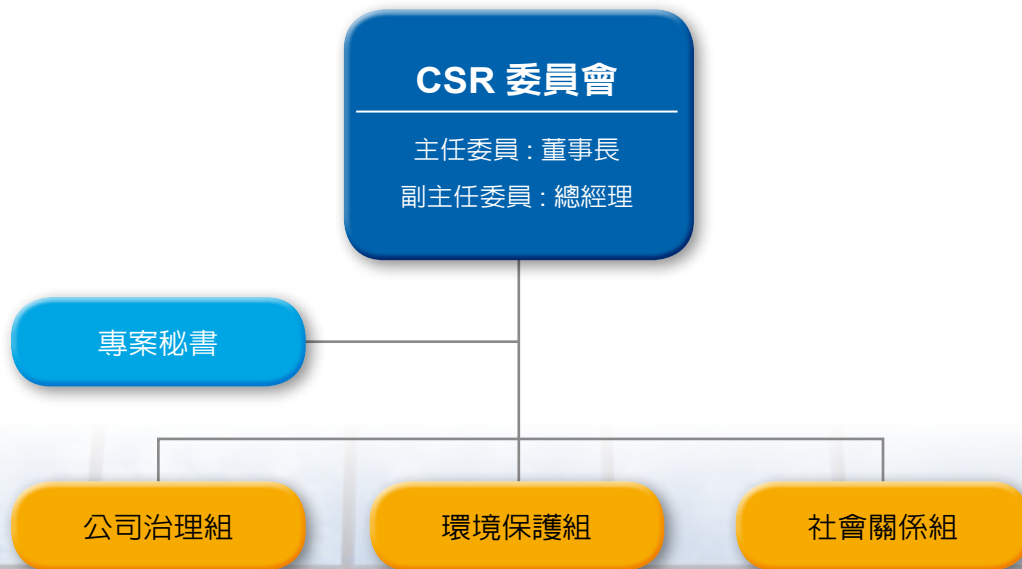 CSR 委員會
主任委員 : 董事長
副主任委員 : 總經理
專案秘書
公司治理組
環境保護組
社會關係組